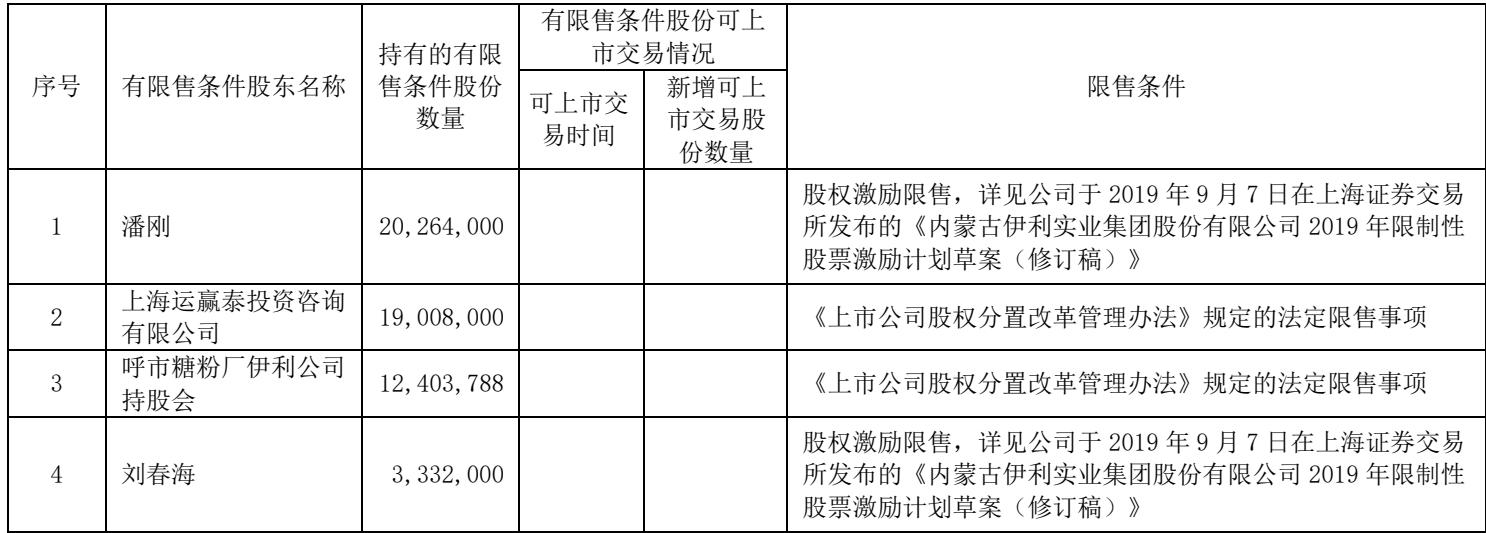 序号
有限售条件股东名称
持有的有限
售条件股份
数量
有限售条件股份可上
市交易情况
可上市交
易时间
新增可上
市交易股
份数量
限售条件
1
潘刚
20,264,000
股权激励限售，详见公司于 2019 年 9 月 7 日在上海证券交易
所发布的《内蒙古伊利实业集团股份有限公司 2019 年限制性
股票激励计划草案（修订稿）》
2
上海运赢泰投资咨询
有限公司
19,008,000
《上市公司股权分置改革管理办法》规定的法定限售事项
3
呼市糖粉厂伊利公司
持股会
12,403,788
《上市公司股权分置改革管理办法》规定的法定限售事项
4
刘春海
3,332,000
股权激励限售，详见公司于 2019 年 9 月 7 日在上海证券交易
所发布的《内蒙古伊利实业集团股份有限公司 2019 年限制性
股票激励计划草案（修订稿）》